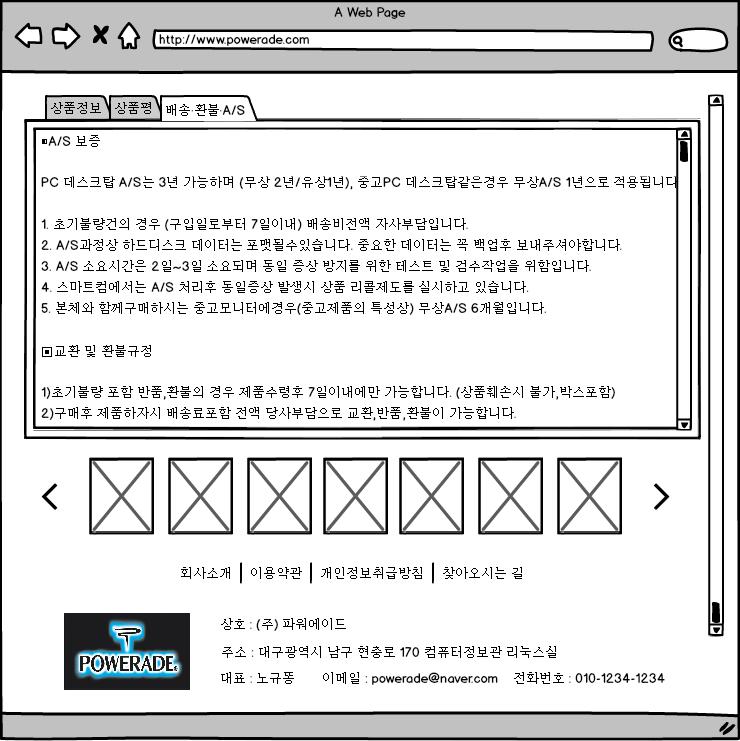 A Web Page
http://www.powerade.com
상품정보 상품평 배송·환불·A/S
▣A/S 보증
PC 데스크탑 A/S는 3년 가능하며 (무상 2년/유상1년), 중고PC 데스크탑같은경우 무상A/S 1년으로 적용됩니다
1. 초기불량건의 경우 (구입일로부터 7일이내) 배송비전액 자사부담입니다.
2. A/S과정상 하드디스크 데이터는 포맷될수있습니다. 중요한 데이터는 꼭 백업후 보내주셔야합니다.
3. A/S 소요시간은 2일~3일 소요되며 동일 증상 방지를 위한 테스트 및 검수작업을 위함입니다.
4. 스마트컴에서는 A/S 처리후 동일증상 발생시 상품 리콜제도를 실시하고 있습니다.
5. 본체와 함께구매하시는 중고모니터에경우(중고제품의 특성상) 무상A/S 6개월입니다.
▣교환 및 환불규정
1)초기불량 포함 반품,환불의 경우 제품수령후 7일이내에만 가능합니다. (상품훼손시 불가,박스포함)
2)구매후 제품하자시 배송료포함 전액 당사부담으로 교환,반품,환불이 가능합니다.
회사소개 | 이용약관 | 개인정보취급방침 | 찾아오시는 길
POWERADE
상호 : (주) 파워에이드
주소 : 대구광역시 남구 현충로 170 컴퓨터정보관 리눅스실
대표 : 노규똥 이메일 : powerade@naver.com 전화번호 : 010-1234-1234